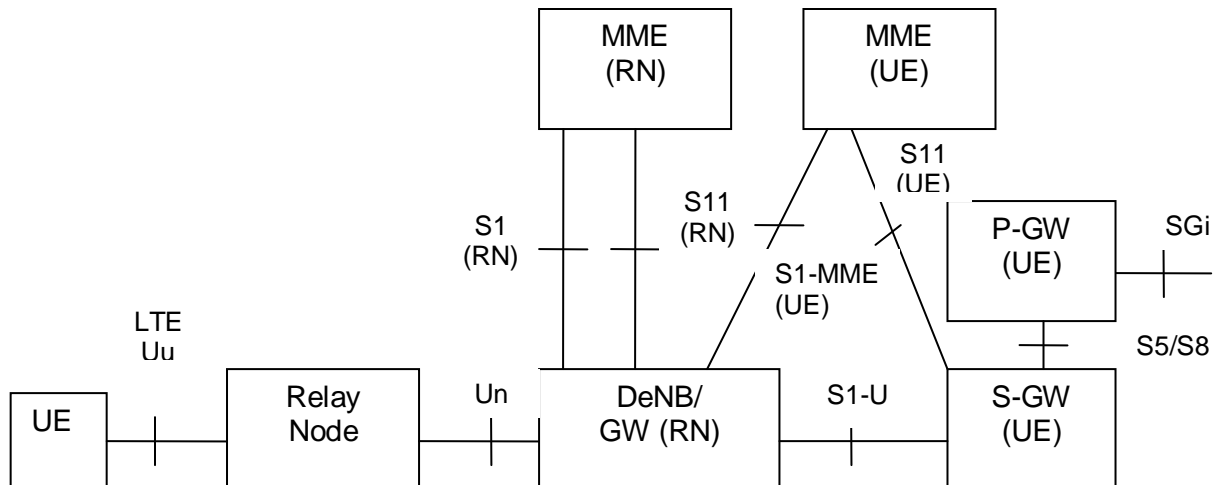 MME
(RN)
MME
(UE)
S11
(UE)
S1
(RN)
S11
(RN)
S1-MME
(UE)
P-GW
(UE)
SGi
S5/S8
LTE
Uu
UE
Relay
Node
Un
DeNB/
GW (RN)
S1-U
S-GW
(UE)